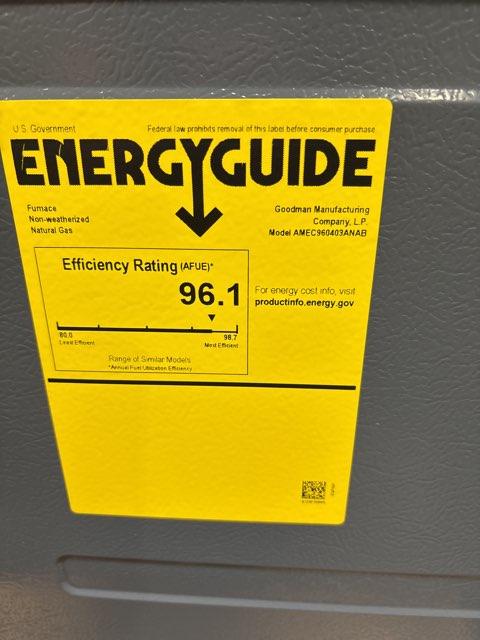 U.S. Government
Federal law prohibits removal of this label before consumer purchase.
ENERGYGUIDE
Furnace
Non-weatherized
Natural Gas
Goodman Manufacturing
Company, L.P.
Model AMEC960403ANAB
Efficiency Rating (AFUE)*
96.1
80.0
Least Efficient
98.7
Most Efficient
Range of Similar Models
*Annual Fuel Utilization Efficiency
For energy cost info, visit
productinfo.energy.gov